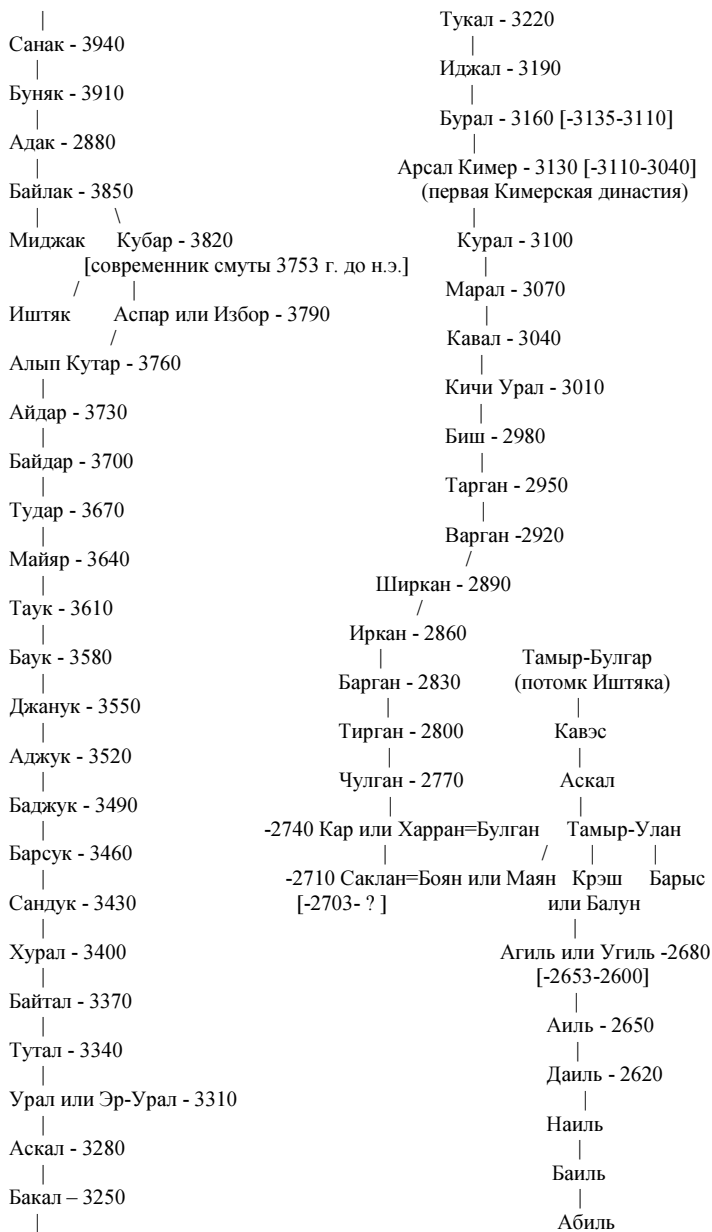 Санак - 3940
Буняк - 3910
Адак - 2880
Байлак - 3850
Миджак Кубар - 3820
[современник смуты 3753 г. до н.э.]
Иштяк Аспар или Избор - 3790
Алып Кутар - 3760
Айдар - 3730
Байдар - 3700
Тудар - 3670
Майяр - 3640
Таук - 3610
Баук - 3580
Джанук - 3550
Аджук - 3520
Баджук - 3490
Барсук - 3460
Сандук - 3430
Хурал - 3400
Байтал - 3370
Тутал - 3340
Урал или Эр-Урал - 3310
Аскал - 3280
Бакал – 3250
Тукал - 3220
Иджал - 3190
Бурал - 3160 [-3135-3110]
Арсал Кимер - 3130 [-3110-3040]
(первая Кимерская династия)
Курал - 3100
Марал - 3070
Кавал - 3040
Кичи Урал - 3010
Биш - 2980
Тарган - 2950
Варган -2920
Ширкан - 2890
Иркан - 2860
Барган - 2830
Тирган - 2800
Чулган - 2770
-2740 Кар или Харран=Булган
-2710 Саклан=Боян или Маян
[-2703- ? ]
Тамыр-Булгар
(потомк Иштяка)
Кавэс
Аскал
Тамыр-Улан
Крэш Барыс
или Балун
Агиль или Угиль -2680
[-2653-2600]
Аиль - 2650
Даиль - 2620
Наиль
Баиль
Абиль